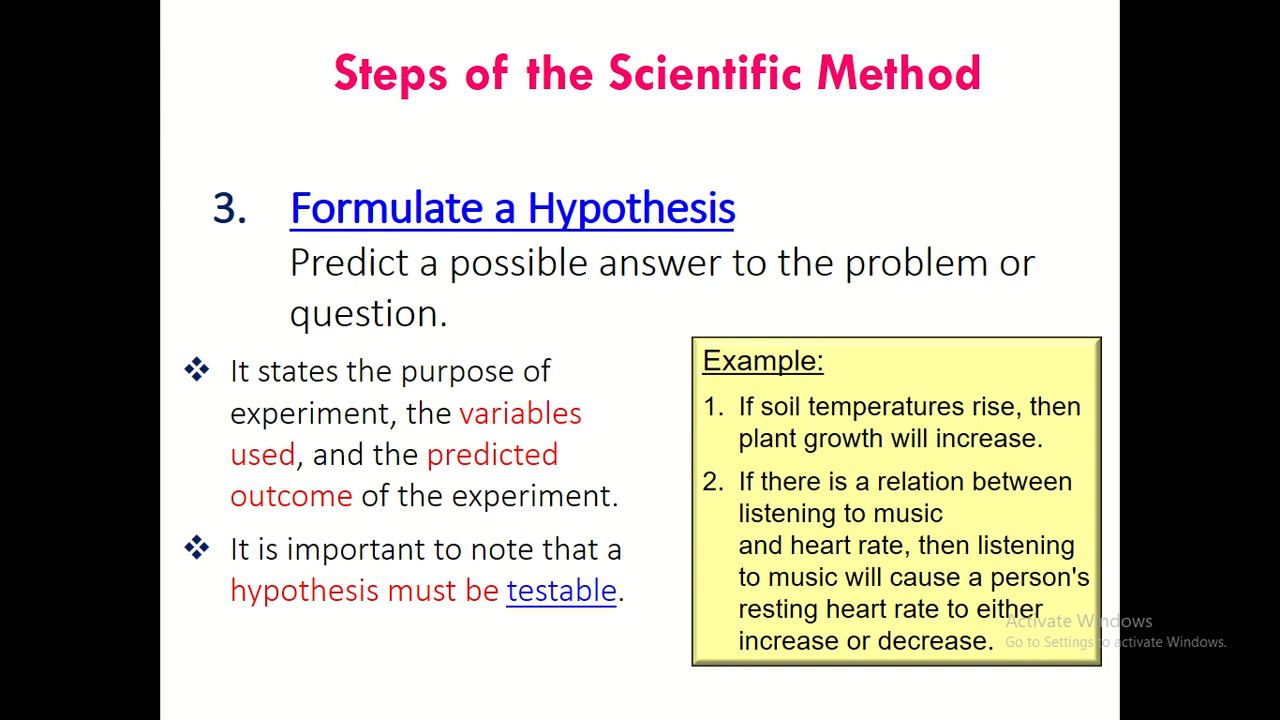 Steps of the Scientific Method
3. Formulate a Hypothesis
Predict a possible answer to the problem or
question.
❖ It states the purpose of
experiment, the variables
used, and the predicted
outcome of the experiment.
❖ It is important to note that a
hypothesis must be testable.
Example:
1. If soil temperatures rise, then
plant growth will increase.
2. If there is a relation between
listening to music
and heart rate, then listening
to music will cause a person's
resting heart rate to either
increase or decrease.
Activate Windows
Go to Settings to activate Windows.